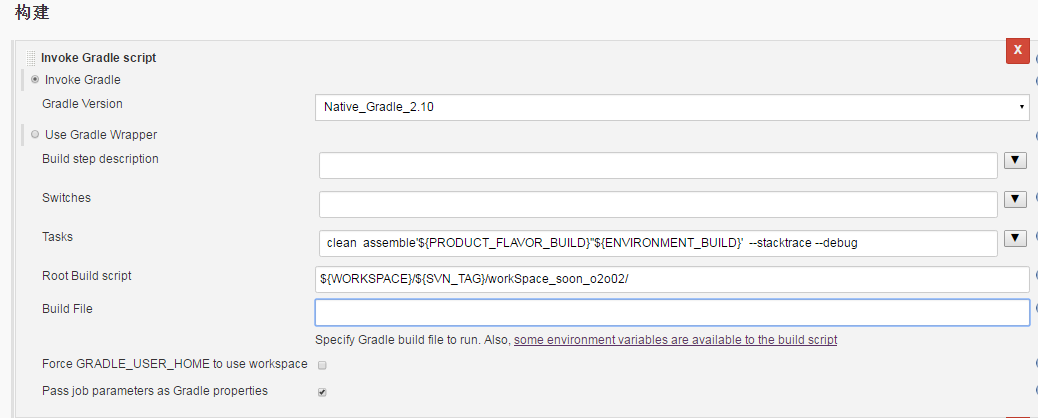 构建
Invoke Gradle script
X
Invoke Gradle
Gradle Version
Native_Gradle_2.10
Use Gradle Wrapper
Build step description
Switches
Tasks
clean assemble'${PRODUCT_FLAVOR_BUILD}''${ENVIRONMENT_BUILD}' --stacktrace --debug
Root Build script
${WORKSPACE}/${SVN_TAG}/workSpace_soon_o2o02/
Build File
Specify Gradle build file to run. Also, some environment variables are available to the build script
Force GRADLE_USER_HOME to use workspace
Pass job parameters as Gradle properties